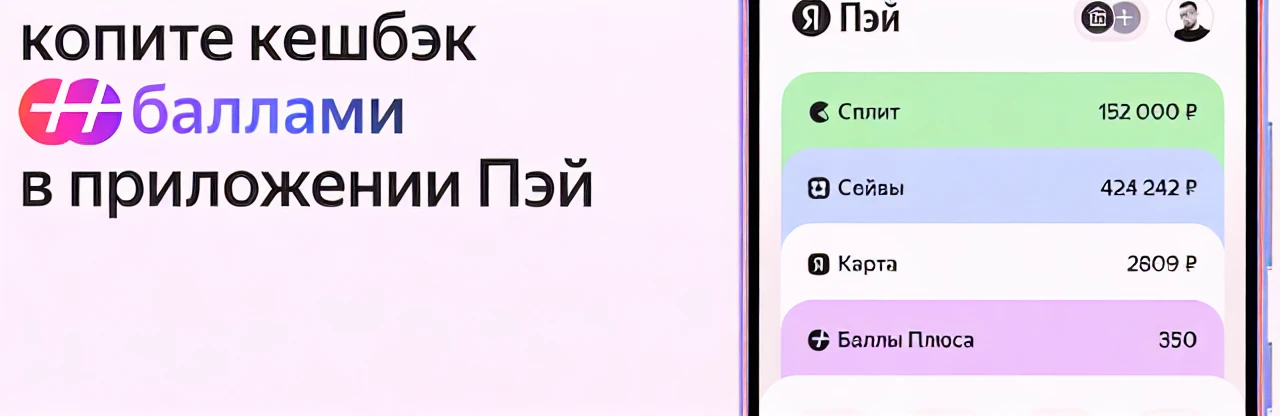 копите кешбэк
баллами
в приложении Пэй
Я Пэй
Сплит 152 000 ₽
Сейвы 424 242 ₽
Я Карта 2609 ₽
Баллы Плюса 350